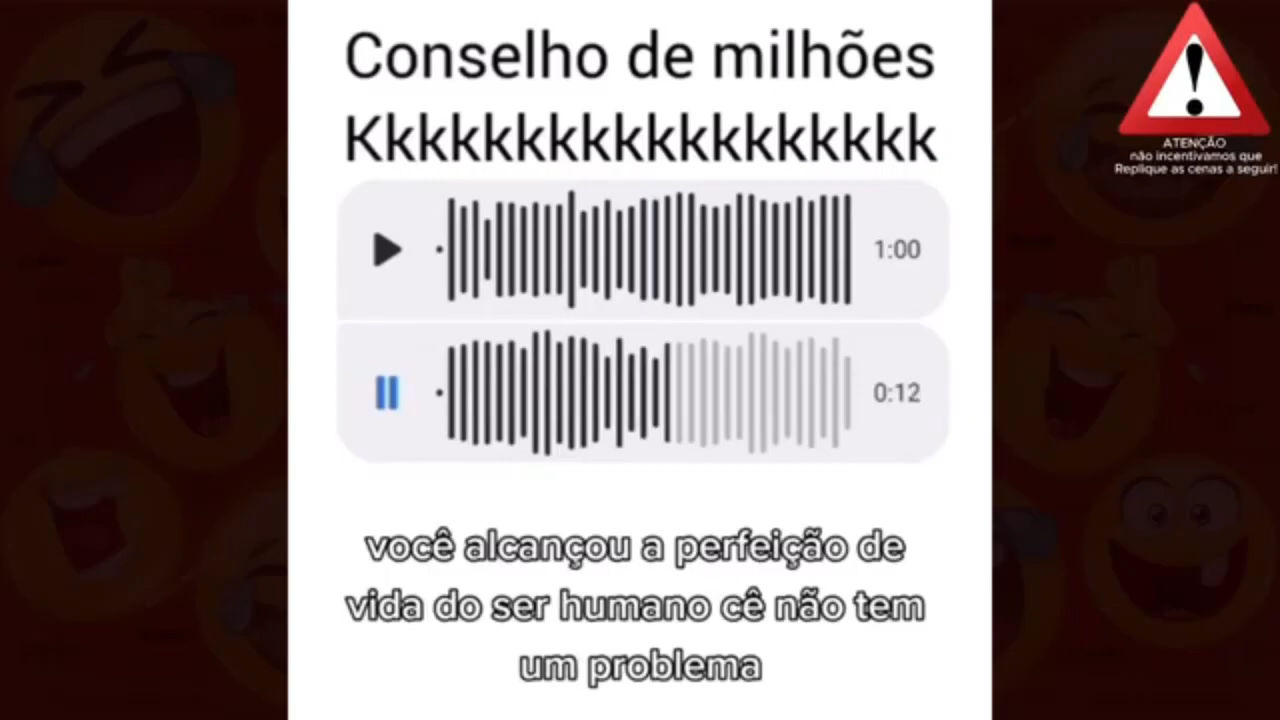 Conselho de milhões
Kkkkkkkkkkkkkkkkkk
ATENÇÃO
não incentivamos que
Replique as cenas a seguir!
1:00
0:12
você alcançou a perfeição de
vida do ser humano cê não tem
um problema